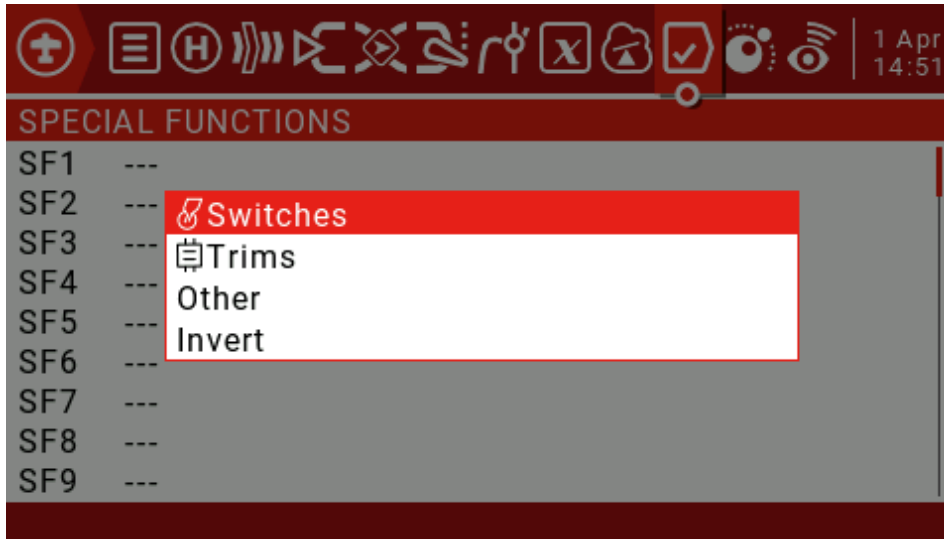 H X 1 Apr
14:51
SPECIAL FUNCTIONS
SF1 ---
SF2 --- Switches
SF3 --- Trims
SF4 --- Other
SF5 --- Invert
SF6 ---
SF7 ---
SF8 ---
SF9 ---